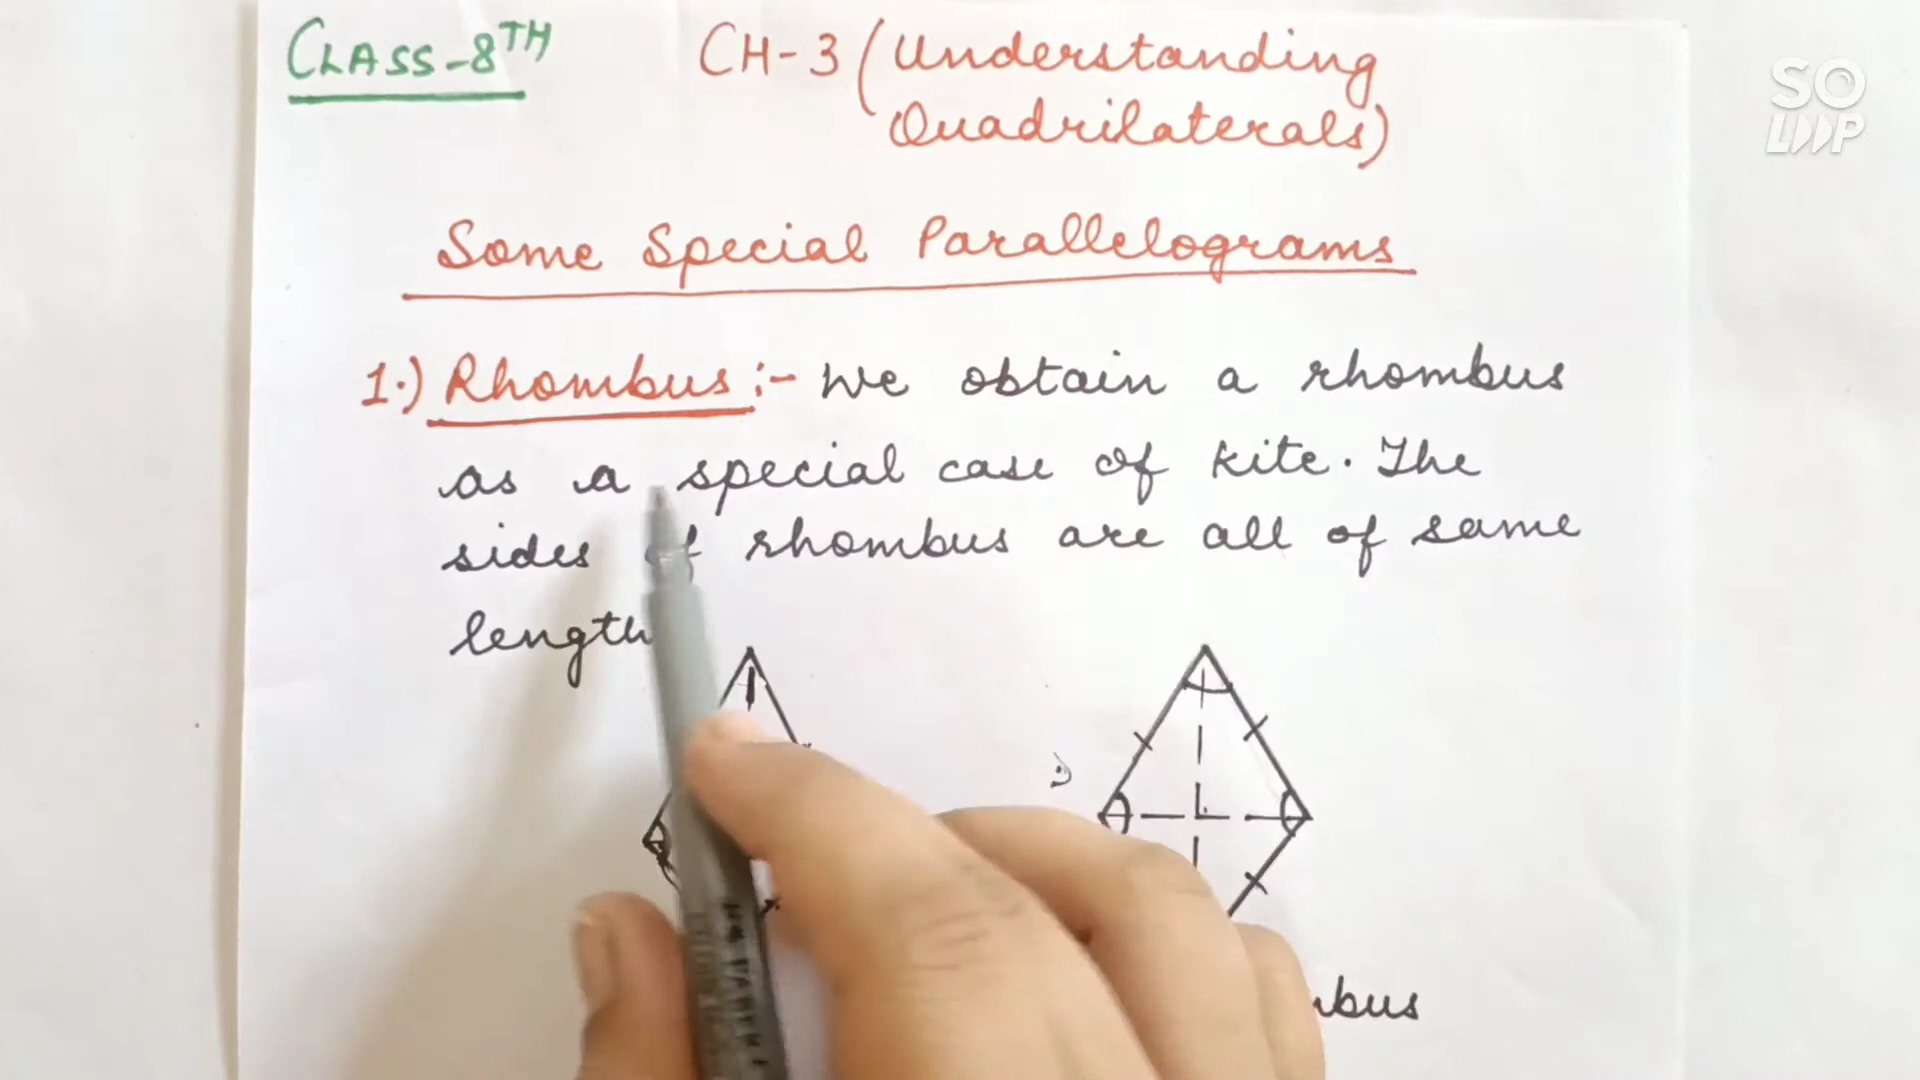 CLASS-8TH
CH-3 (Understanding
Quadrilaterals)
SO
LOOP
Some Special Parallelograms
1.) Rhombus :- We obtain a rhombus
as a special case of kite. The
sides of rhombus are all of same
length